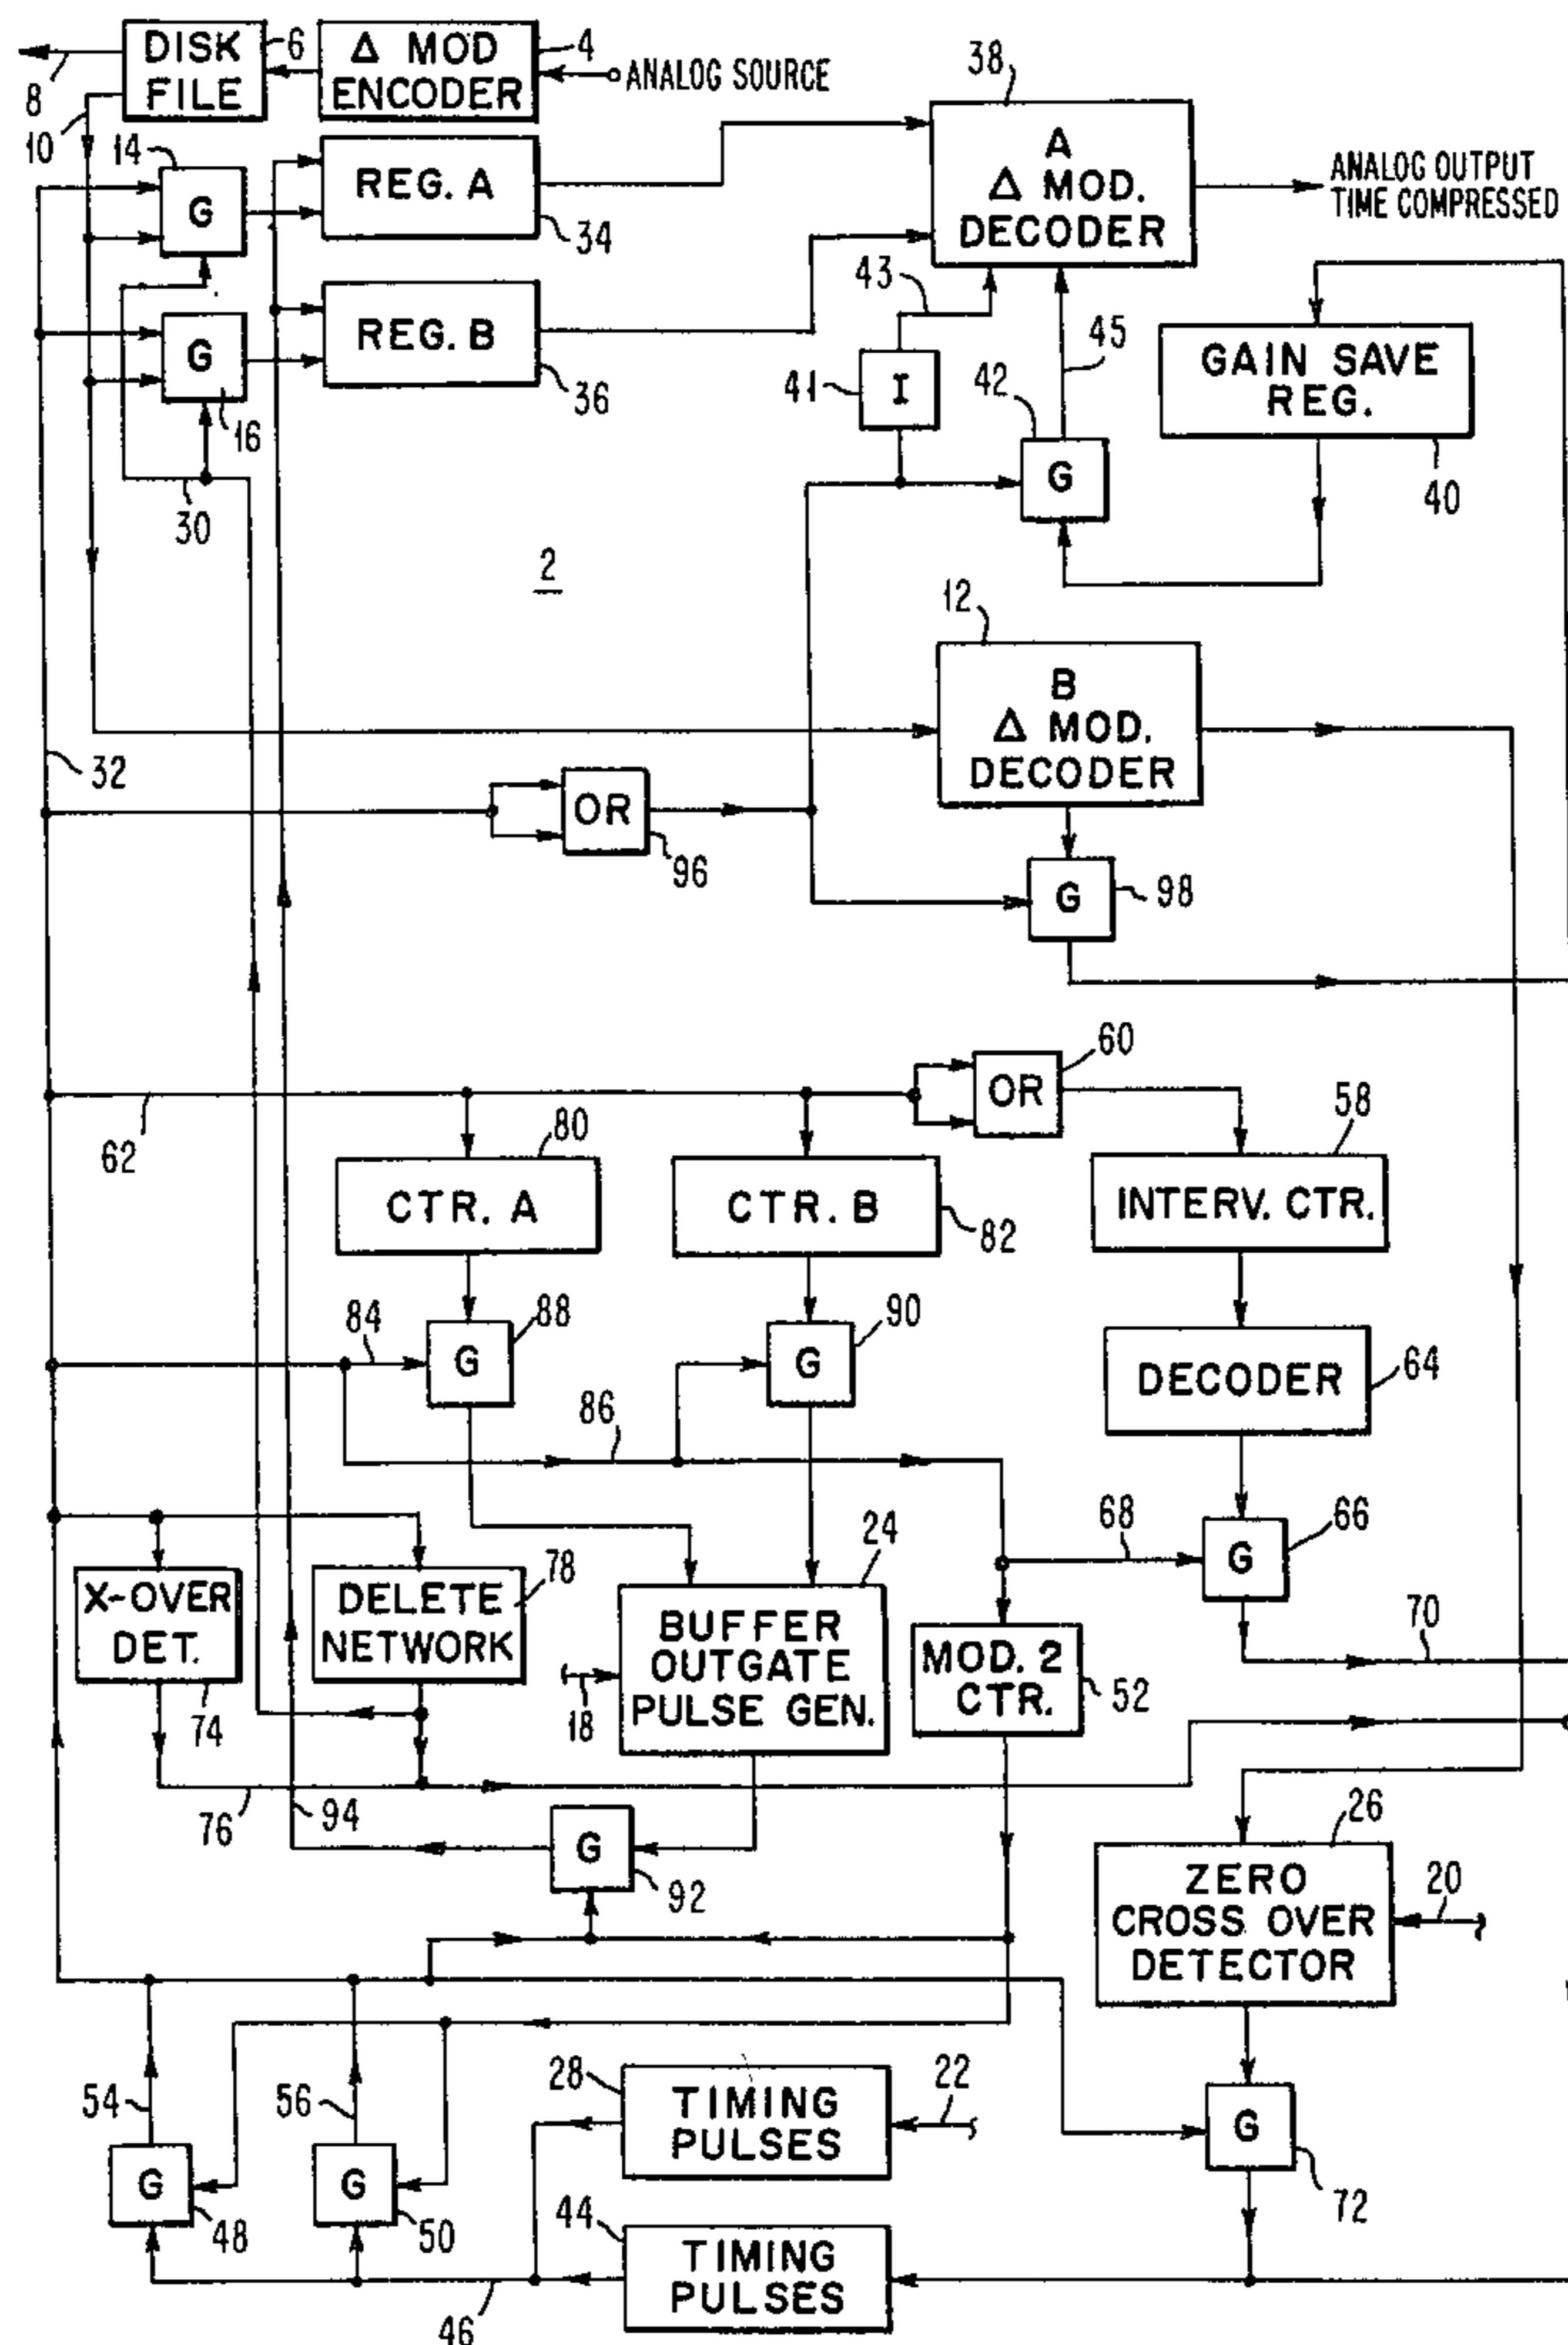 DISK
FILE
6
Δ MOD
ENCODER
4
ANALOG SOURCE
8
10
14
G
REG. A
34
38
A
Δ MOD.
DECODER
ANALOG OUTPUT
TIME COMPRESSED
G
16
REG. B
36
43
45
41
I
42
G
GAIN SAVE
REG.
40
30
2
12
B
Δ MOD.
DECODER
32
OR
96
G
98
60
OR
62
80
CTR. A
CTR. B
82
58
INTERV. CTR.
84
G
88
G
90
DECODER
64
86
68
G
66
70
X-OVER
DET.
74
DELETE
NETWORK
78
24
BUFFER
OUTGATE
PULSE GEN.
18
MOD. 2
CTR.
52
76
94
G
92
26
ZERO
CROSS OVER
DETECTOR
20
54
56
28
TIMING
PULSES
22
G
48
G
50
G
72
44
TIMING
PULSES
46